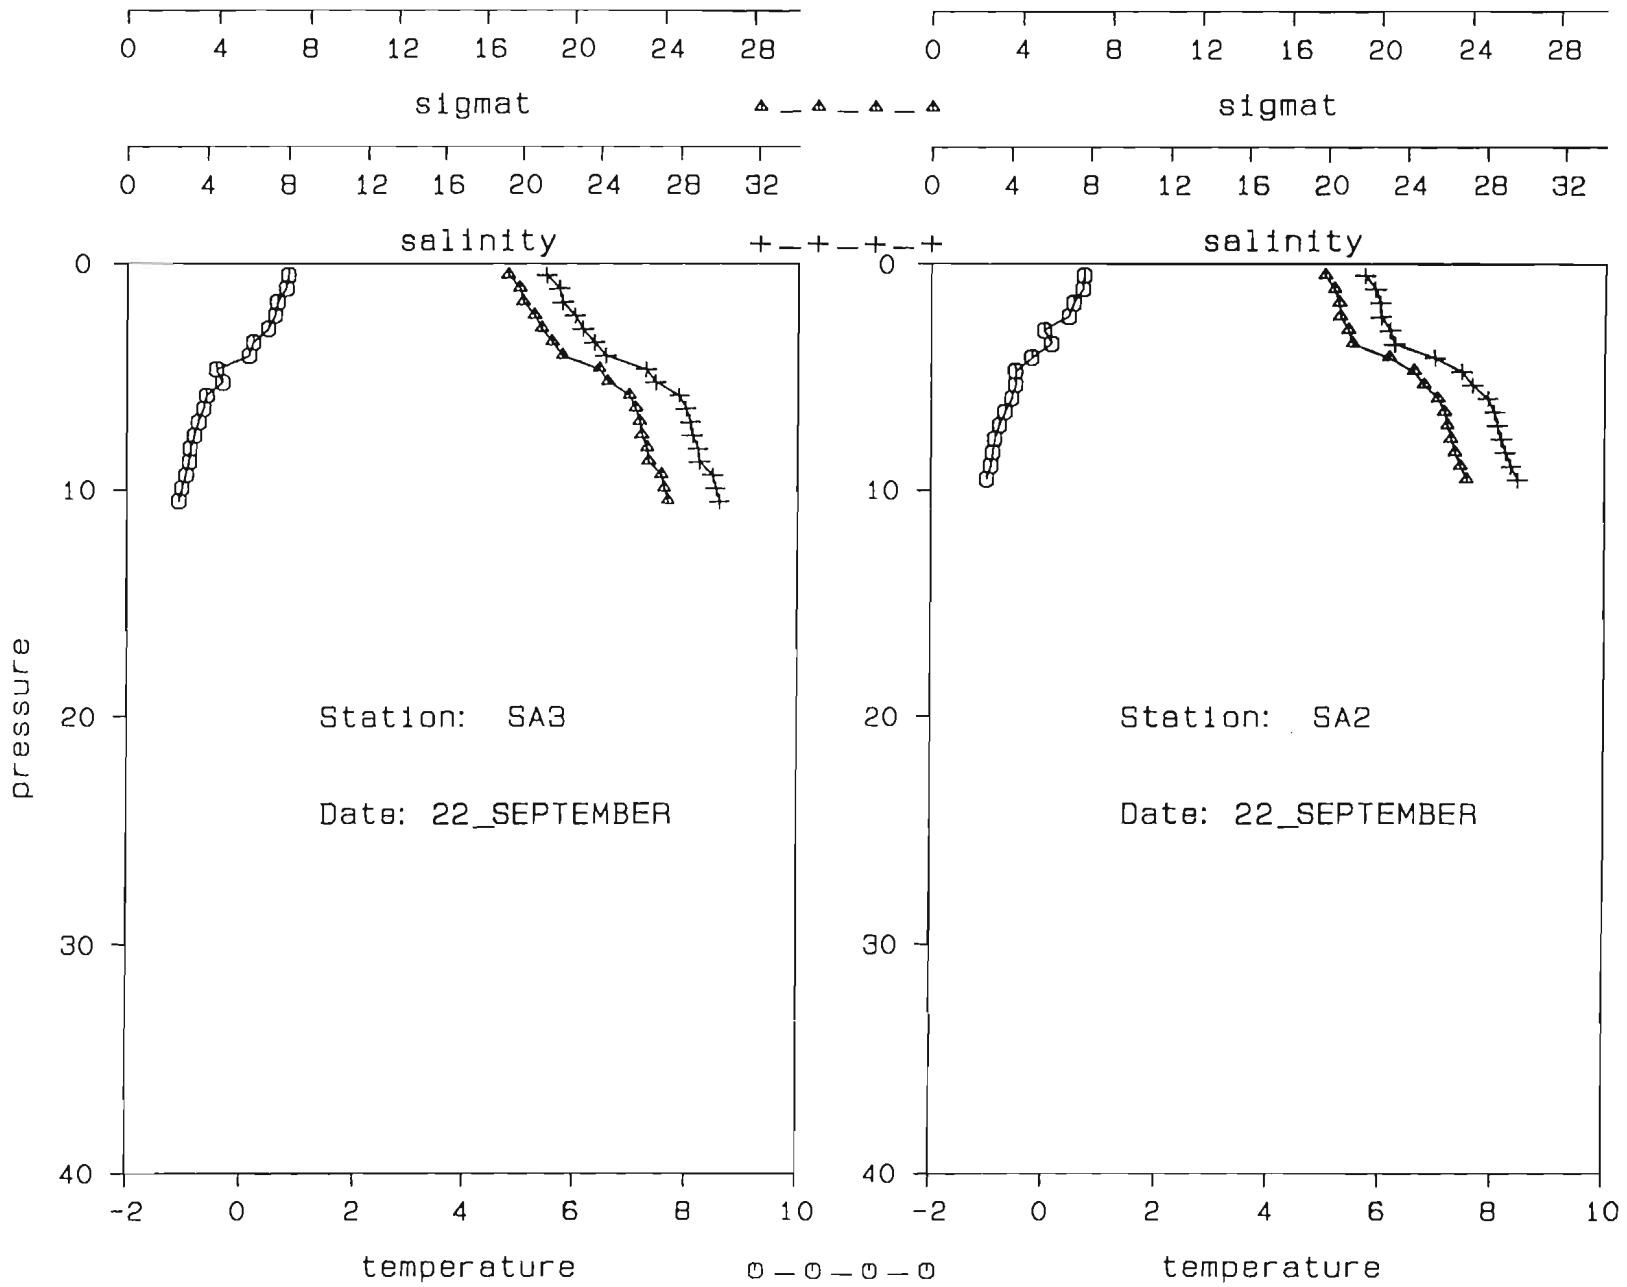 0 4 8 12 16 20 24 28 0 4 8 12 16 20 24 28
sigmat sigmat
0 4 8 12 16 20 24 28 32 0 4 8 12 16 20 24 28 32
salinity salinity
0 0
10 10
pressure
20 Station: SA3 20 Station: SA2
Date: 22_SEPTEMBER Date: 22_SEPTEMBER
30 30
40 40
-2 0 2 4 6 8 10 -2 0 2 4 6 8 10
temperature temperature